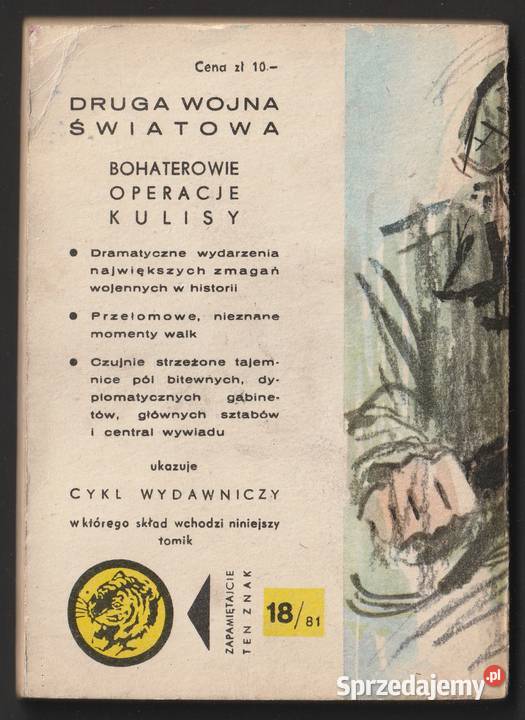 Cena zł 10.–
DRUGA WOJNA
ŚWIATOWA
BOHATEROWIE
OPERACJE
KULISY
● Dramatyczne wydarzenia
największych zmagań
wojennych w historii
● Przełomowe, nieznane
momenty walk
● Czujnie strzeżone tajem-
nice pól bitewnych, dy-
plomatycznych gabine-
tów, głównych sztabów
i central wywiadu
ukazuje
CYKL WYDAWNICZY
w którego skład wchodzi niniejszy
tomik
ZAPAMIĘTAJCIE
TEN ZNAK
18/81
Sprzedajemy.pl